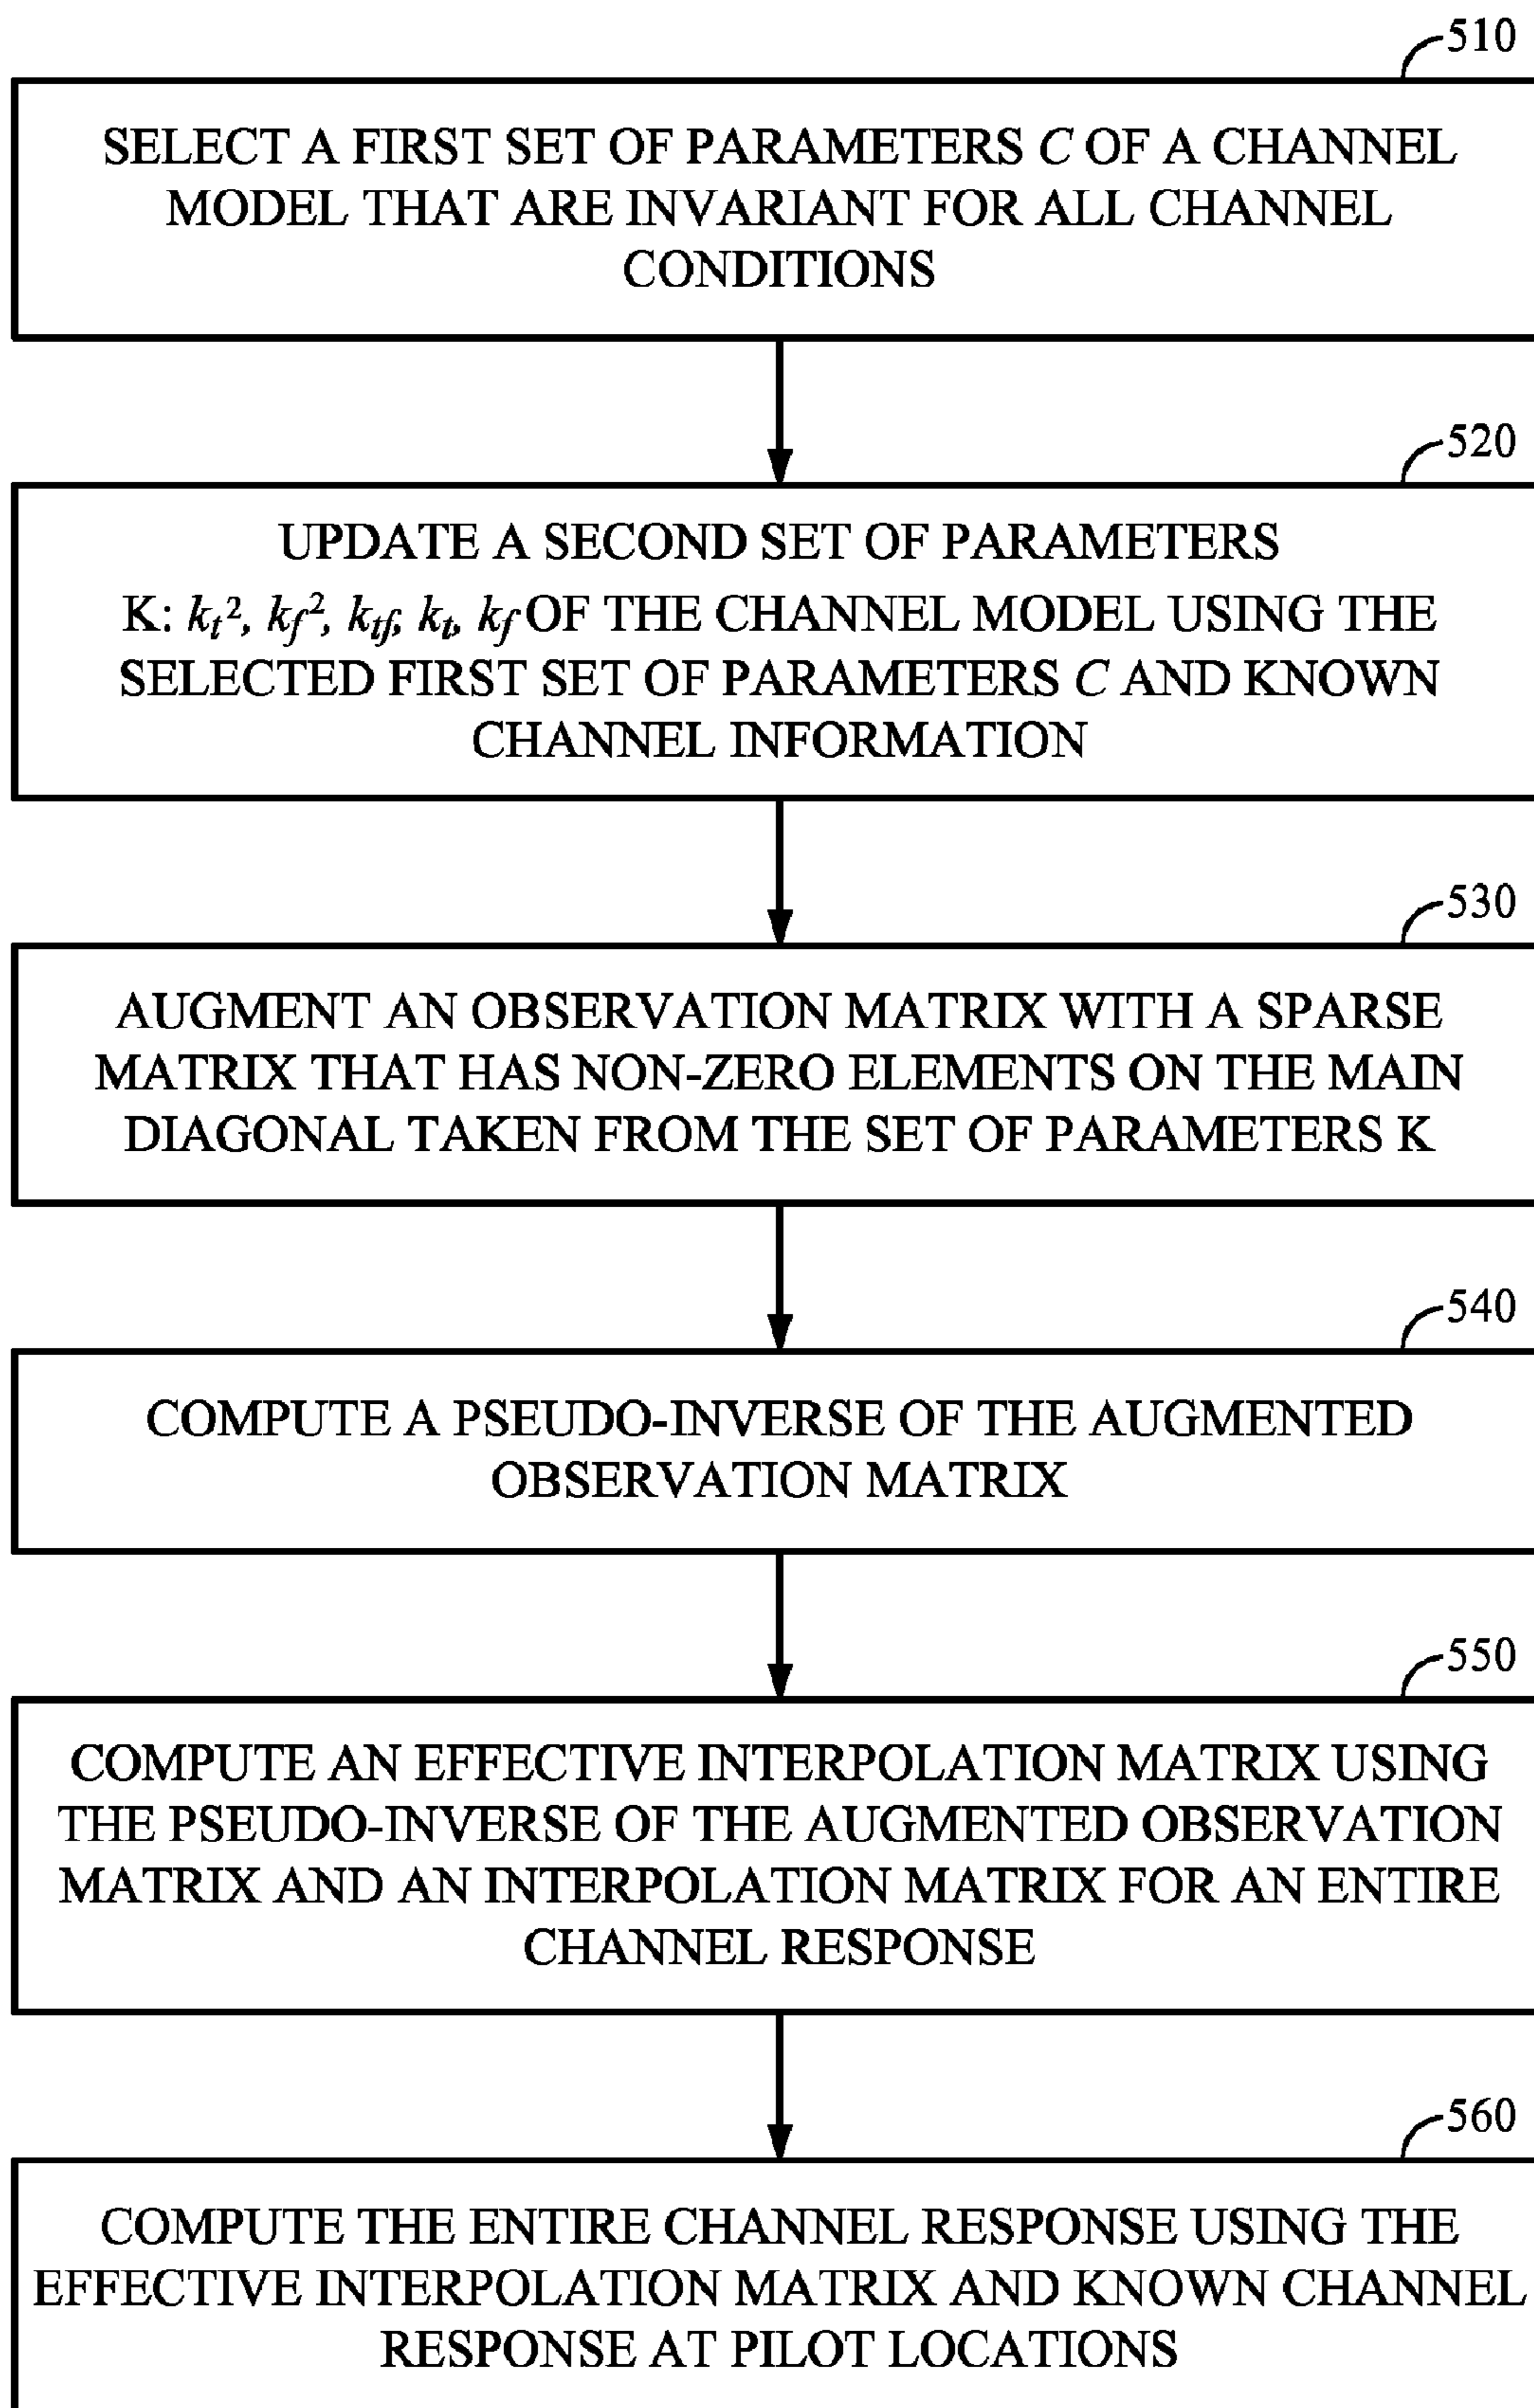 510
SELECT A FIRST SET OF PARAMETERS C OF A CHANNEL
MODEL THAT ARE INVARIANT FOR ALL CHANNEL
CONDITIONS
520
UPDATE A SECOND SET OF PARAMETERS
K: kₜ², k_f², k_tf, kₜ, k_f OF THE CHANNEL MODEL USING THE
SELECTED FIRST SET OF PARAMETERS C AND KNOWN
CHANNEL INFORMATION
530
AUGMENT AN OBSERVATION MATRIX WITH A SPARSE
MATRIX THAT HAS NON-ZERO ELEMENTS ON THE MAIN
DIAGONAL TAKEN FROM THE SET OF PARAMETERS K
540
COMPUTE A PSEUDO-INVERSE OF THE AUGMENTED
OBSERVATION MATRIX
550
COMPUTE AN EFFECTIVE INTERPOLATION MATRIX USING
THE PSEUDO-INVERSE OF THE AUGMENTED OBSERVATION
MATRIX AND AN INTERPOLATION MATRIX FOR AN ENTIRE
CHANNEL RESPONSE
560
COMPUTE THE ENTIRE CHANNEL RESPONSE USING THE
EFFECTIVE INTERPOLATION MATRIX AND KNOWN CHANNEL
RESPONSE AT PILOT LOCATIONS